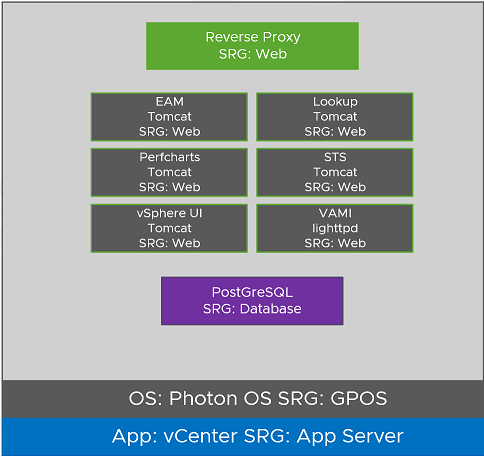 Reverse Proxy
SRG: Web
EAM
Tomcat
SRG: Web
Lookup
Tomcat
SRG: Web
Perfcharts
Tomcat
SRG: Web
STS
Tomcat
SRG: Web
vSphere UI
Tomcat
SRG: Web
VAMI
lighttpd
SRG: Web
PostGreSQL
SRG: Database
OS: Photon OS SRG: GPOS
App: vCenter SRG: App Server